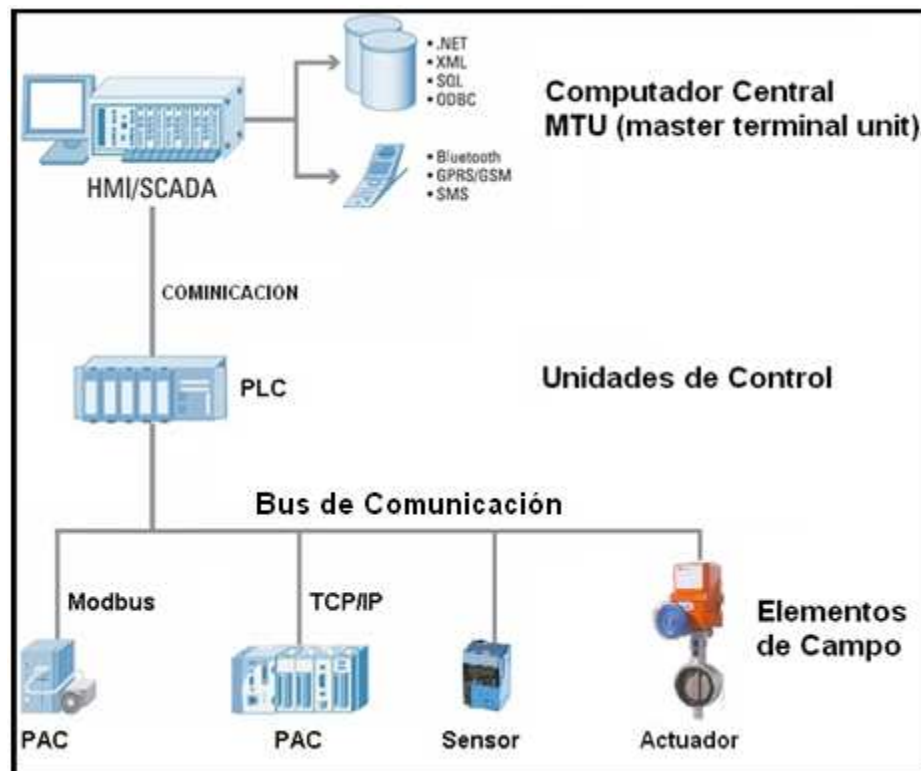 • .NET
• XML
• SQL
• ODBC
Computador Central
MTU (master terminal unit)
• Bluetooth
• GPRS/GSM
• SMS
HMI/SCADA
COMINICACION
PLC
Unidades de Control
Bus de Comunicación
Modbus
TCP/IP
Elementos
de Campo
PAC
PAC
Sensor
Actuador